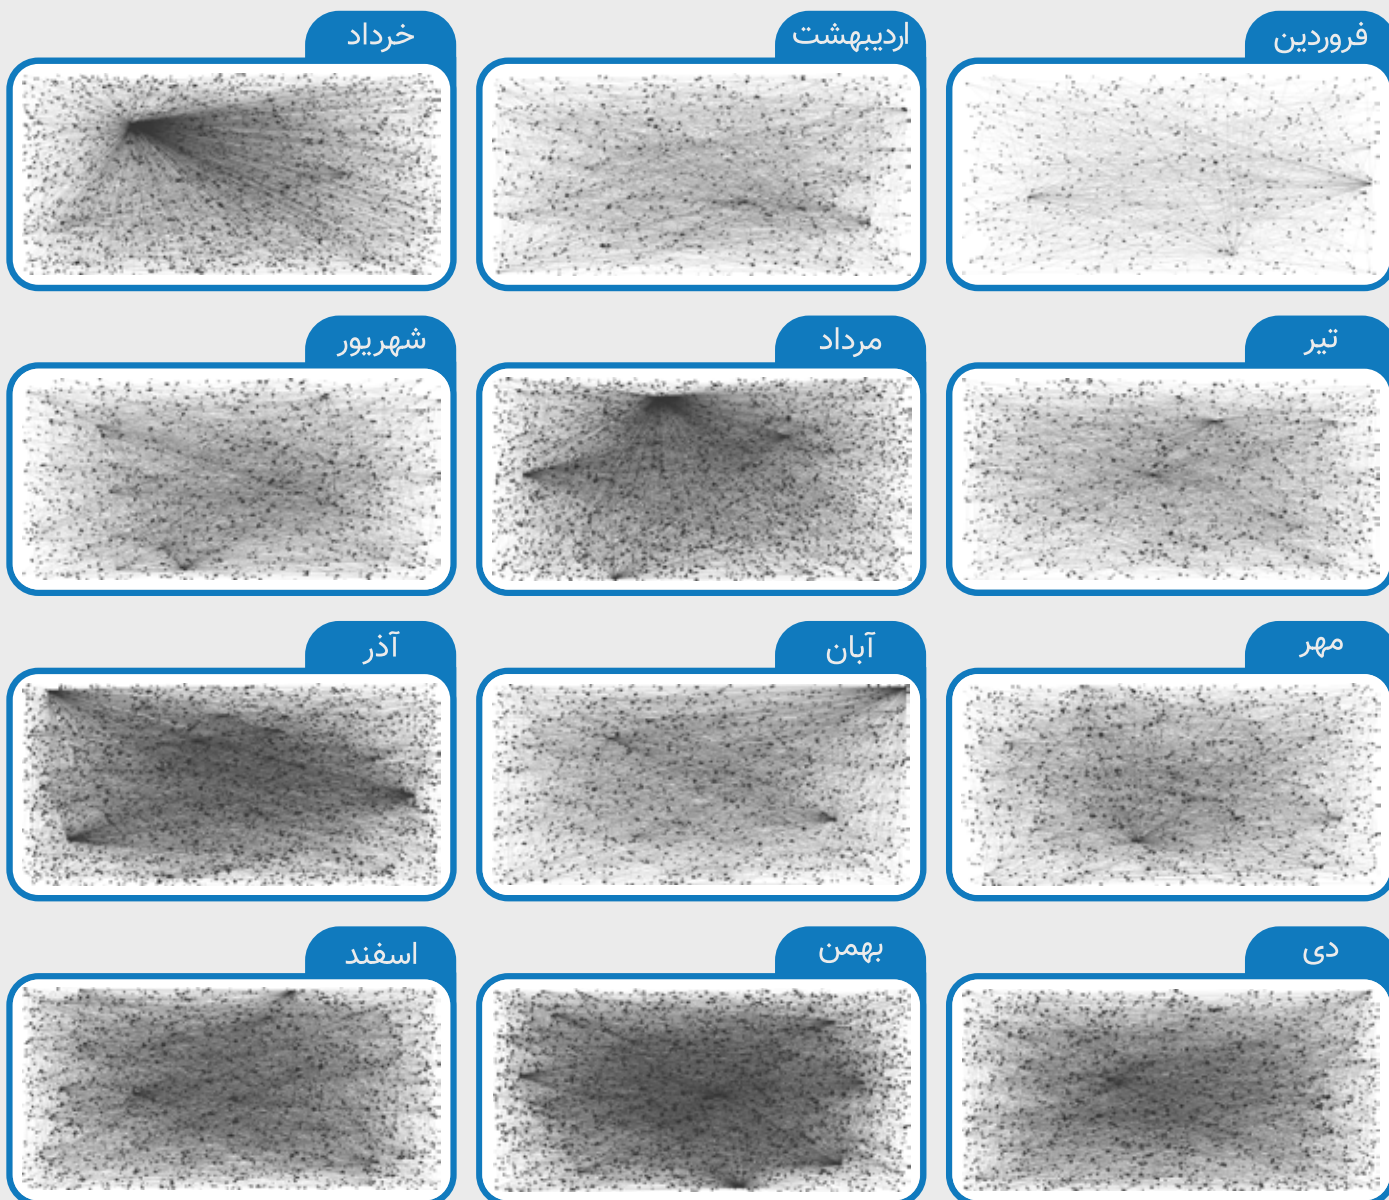 فروردین
اردیبهشت
خرداد
تیر
مرداد
شهریور
مهر
آبان
آذر
دی
بهمن
اسفند